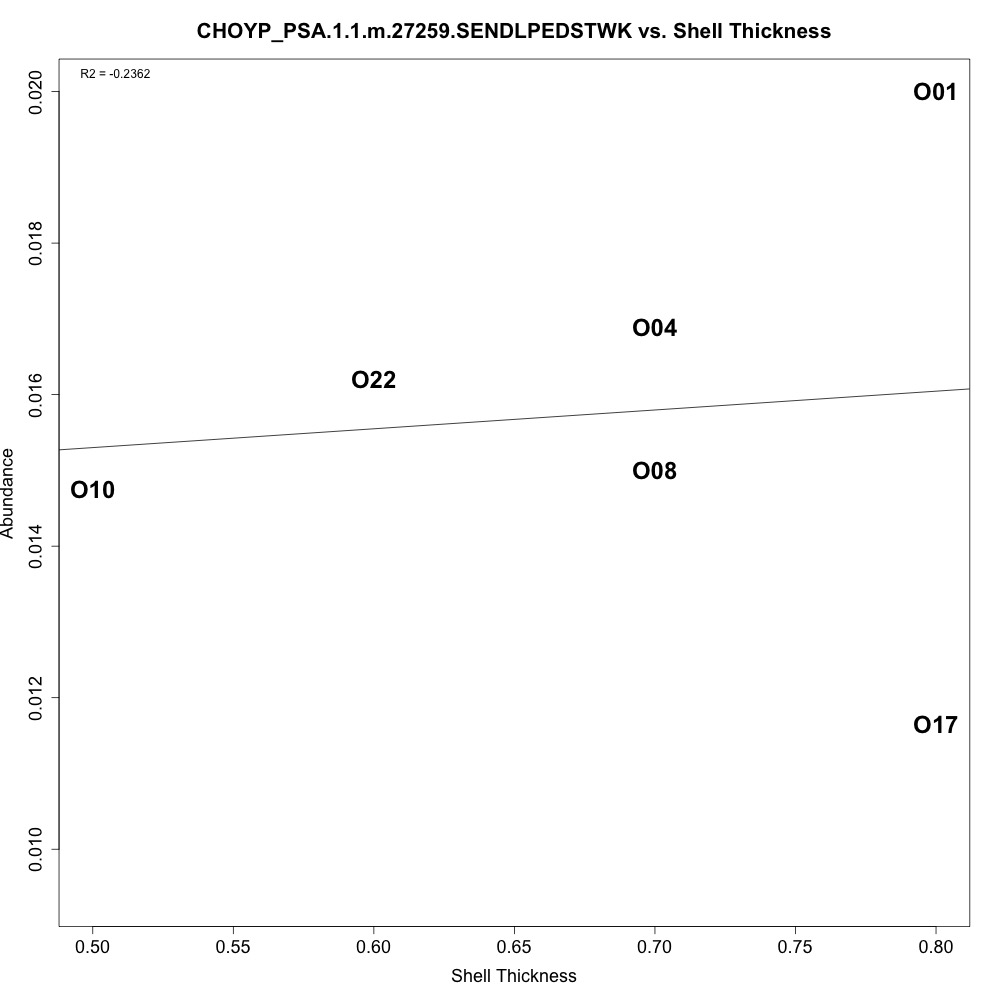 CHOYP_PSA.1.1.m.27259.SENDLPEDSTWK vs. Shell Thickness
R2 = -0.2362
0.020
O01
0.018
O04
O22
0.016
O08
O10
Abundance
0.014
O17
0.012
0.010
0.50 0.55 0.60 0.65 0.70 0.75 0.80
Shell Thickness